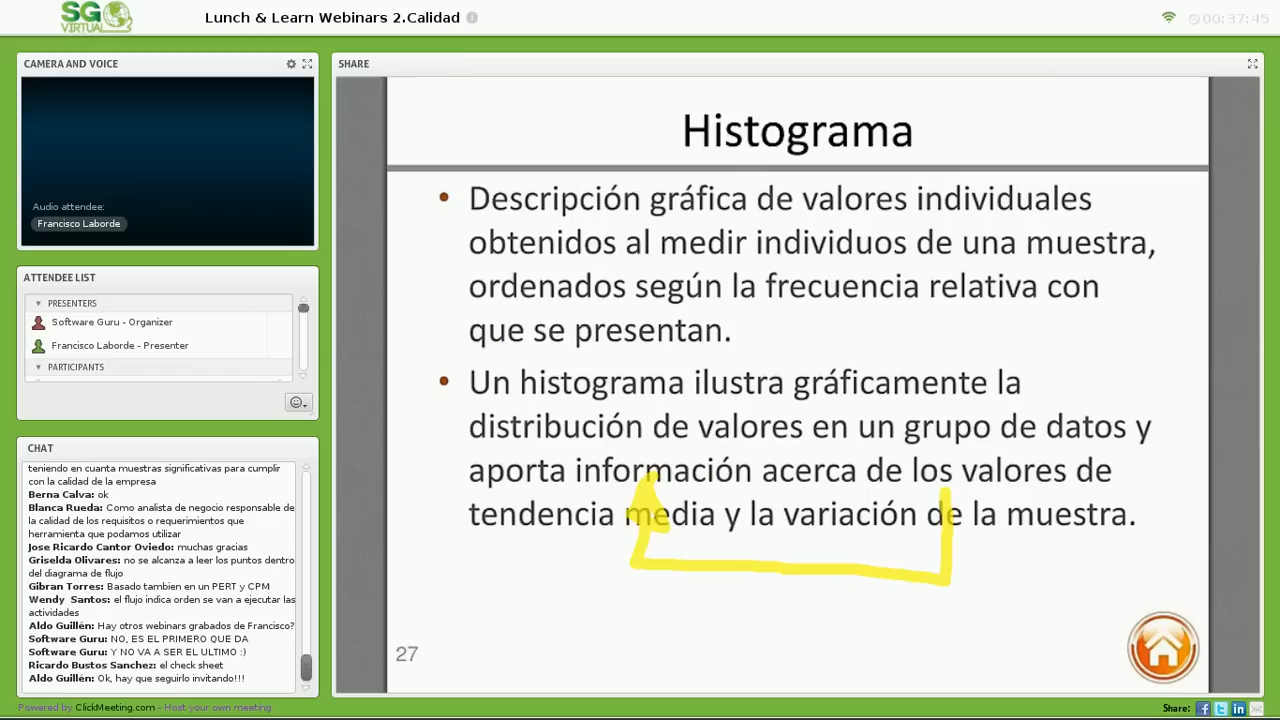 SG
VIRTUAL
Lunch & Learn Webinars 2.Calidad
00:37:45
CAMERA AND VOICE
Audio attendee:
Francisco Laborde
ATTENDEE LIST
PRESENTERS
Software Guru - Organizer
Francisco Laborde - Presenter
PARTICIPANTS
CHAT
teniendo en cuanta muestras significativas para cumplir
con la calidad de la empresa
Berna Calva: ok
Blanca Rueda: Como analista de negocio responsable de
la calidad de los requisitos o requerimientos que
herramienta que podamos utilizar
Jose Ricardo Cantor Oviedo: muchas gracias
Griselda Olivares: no se alcanza a leer los puntos dentro
del diagrama de flujo
Gibran Torres: Basado tambien en un PERT y CPM
Wendy Santos: el flujo indica orden se van a ejecutar las
actividades
Aldo Guillén: Hay otros webinars grabados de Francisco?
Software Guru: NO, ES EL PRIMERO QUE DA
Software Guru: Y NO VA A SER EL ULTIMO :)
Ricardo Bustos Sanchez: el check sheet
Aldo Guillén: Ok, hay que seguirlo invitando!!!
SHARE
Histograma
• Descripción gráfica de valores individuales
obtenidos al medir individuos de una muestra,
ordenados según la frecuencia relativa con
que se presentan.
• Un histograma ilustra gráficamente la
distribución de valores en un grupo de datos y
aporta información acerca de los valores de
tendencia media y la variación de la muestra.
27
Powered by ClickMeeting.com - Host your own meeting
Share: